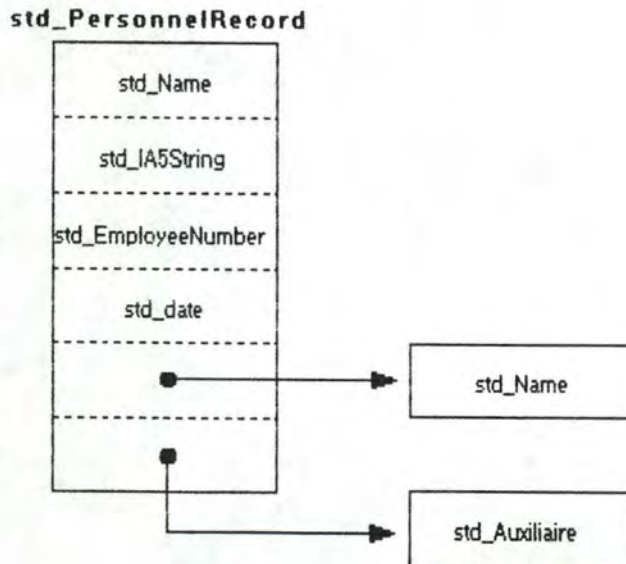 std_PersonnelRecord
std_Name
std_IA5String
std_EmployeeNumber
std_date
std_Name
std_Auxiliaire